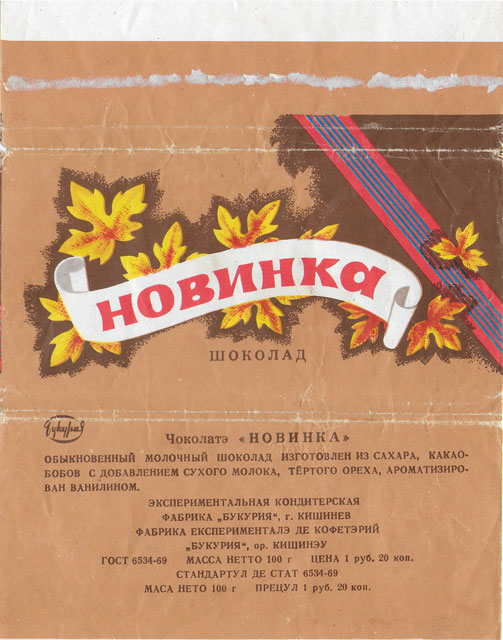 НОВИНКА
ШОКОЛАД
Букурия
Чоколатэ «НОВИНКА»
ОБЫКНОВЕННЫЙ МОЛОЧНЫЙ ШОКОЛАД ИЗГОТОВЛЕН ИЗ САХАРА, КАКАО-
БОБОВ С ДОБАВЛЕНИЕМ СУХОГО МОЛОКА, ТЁРТОГО ОРЕХА, АРОМАТИЗИРО-
ВАН ВАНИЛИНОМ.
ЭКСПЕРИМЕНТАЛЬНАЯ КОНДИТЕРСКАЯ
ФАБРИКА „БУКУРИЯ“, г. КИШИНЕВ
ФАБРИКА ЕКСПЕРИМЕНТАЛЭ ДЕ КОФЕТЭРИЙ
„БУКУРИЯ“, ор. КИШИНЭУ
ГОСТ 6534-69 МАССА НЕТТО 100 г ЦЕНА 1 руб. 20 коп.
СТАНДАРТУЛ ДЕ СТАТ 6534-69
МАСА НЕТО 100 г ПРЕЦУЛ 1 руб. 20 коп.